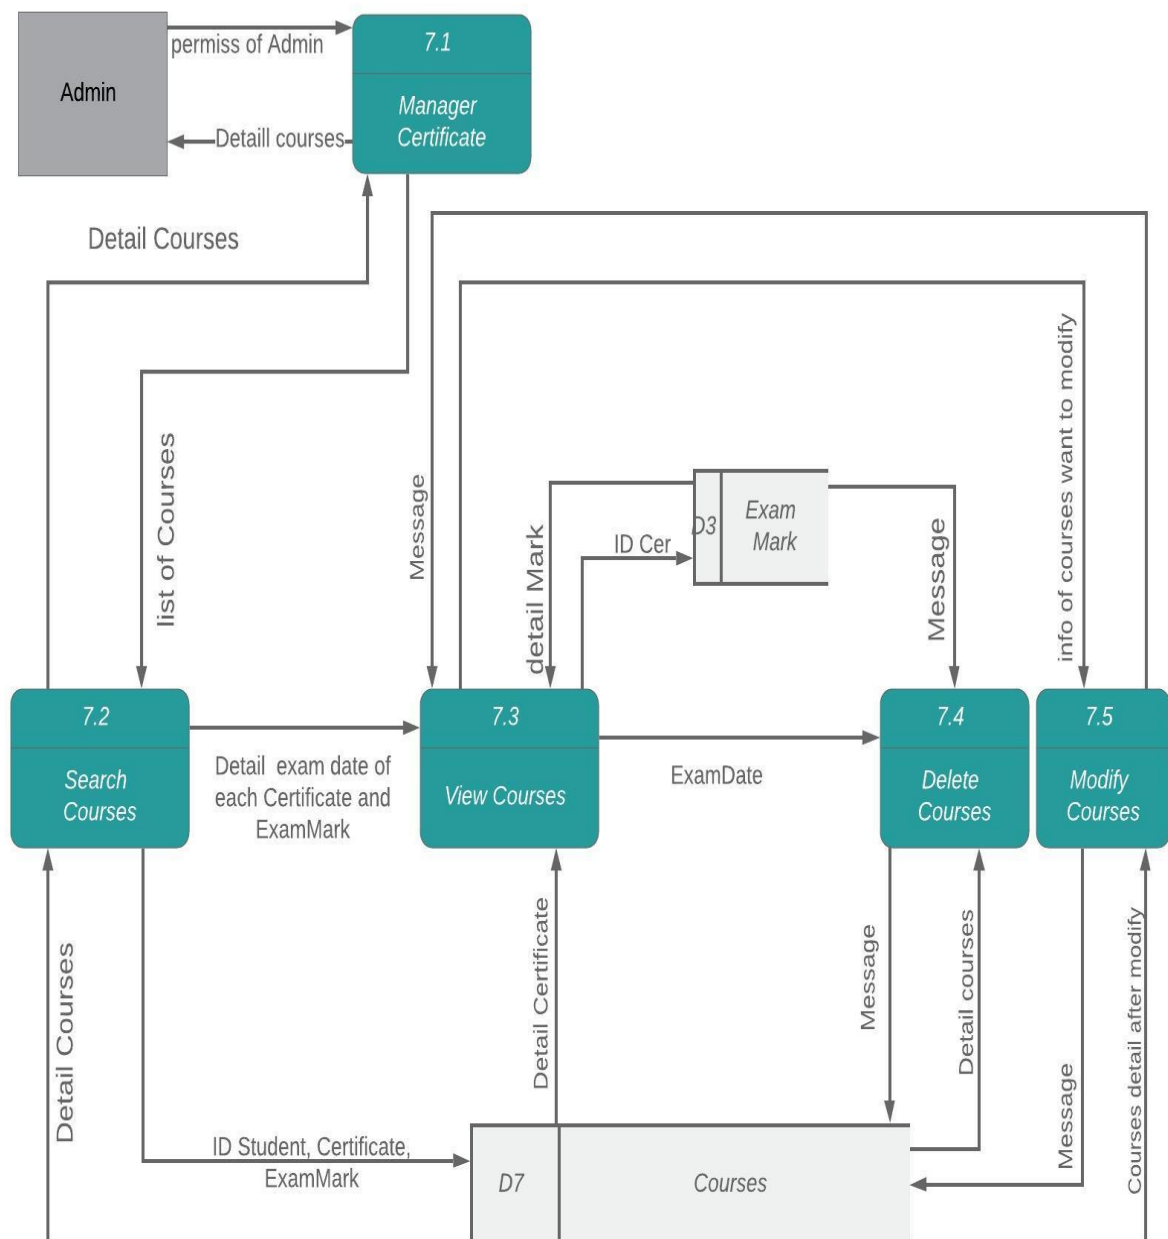 permiss of Admin
7.1
Admin
Manager
Certificate
Detaill courses
Detail Courses
list of Courses
Message
info of courses want to modify
detail Mark
ID Cer
D3
Exam
Mark
Message
7.2
Search
Courses
Detail exam date of
each Certificate and
ExamMark
7.3
View Courses
ExamDate
7.4
Delete
Courses
7.5
Modify
Courses
Detail Courses
Detail Certificate
Message
Detail courses
Message
Courses detail after modify
ID Student, Certificate,
ExamMark
D7
Courses